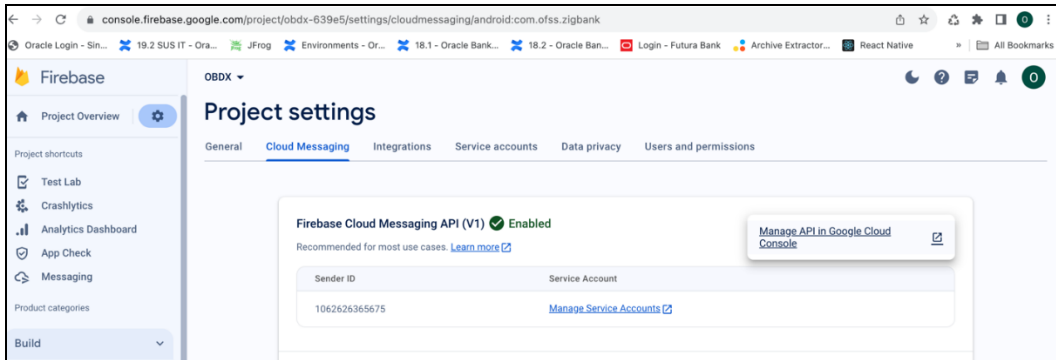 console.firebase.google.com/project/obdx-639e5/settings/cloudmessaging/android:com.ofss.zigbank
Oracle Login - Sin... 19.2 SUS IT - Ora... JFrog Environments - Or... 18.1 - Oracle Bank... 18.2 - Oracle Ban... Login - Futura Bank Archive Extractor... React Native » All Bookmarks
Firebase
OBDX
O
Project Overview
Project settings
Project shortcuts
General Cloud Messaging Integrations Service accounts Data privacy Users and permissions
Test Lab
Crashlytics
Analytics Dashboard
App Check
Messaging
Product categories
Build
Firebase Cloud Messaging API (V1) Enabled
Recommended for most use cases. Learn more
Manage API in Google Cloud
Console
Sender ID Service Account
1062626365675 Manage Service Accounts